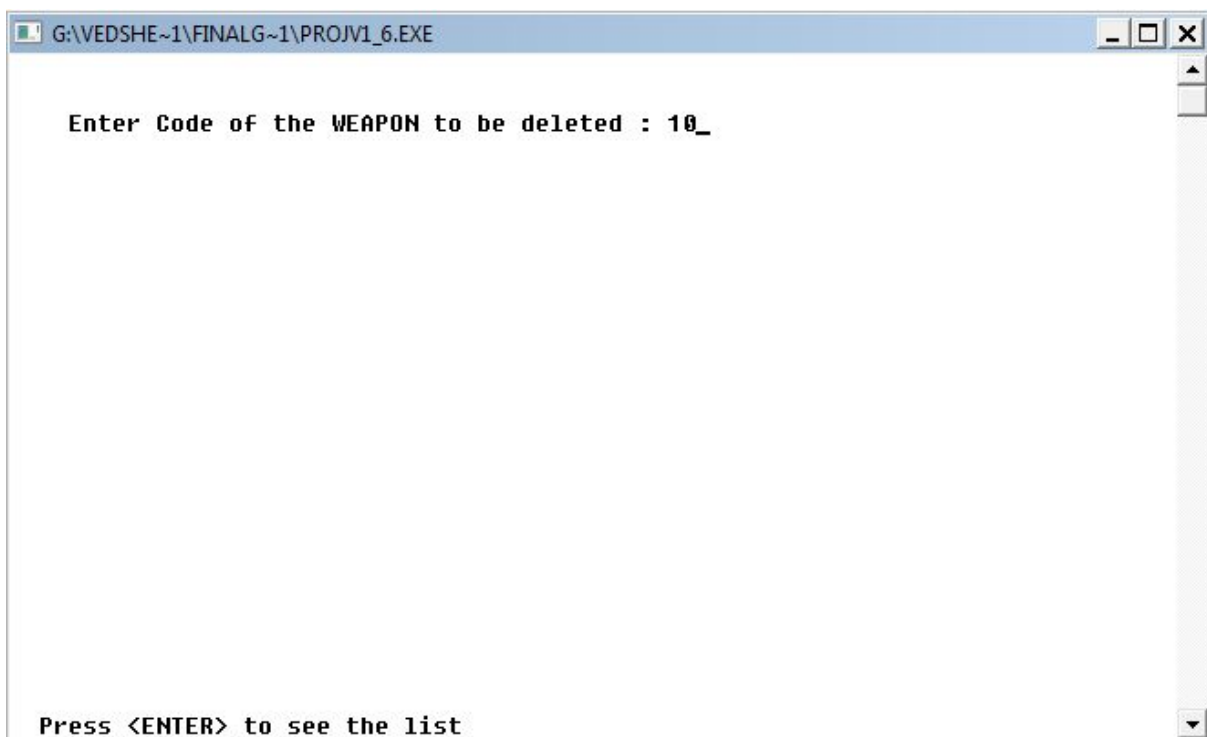 G:\VEDSHE~1\FINALG~1\PROJV1_6.EXE
Enter Code of the WEAPON to be deleted : 10_
Press <ENTER> to see the list